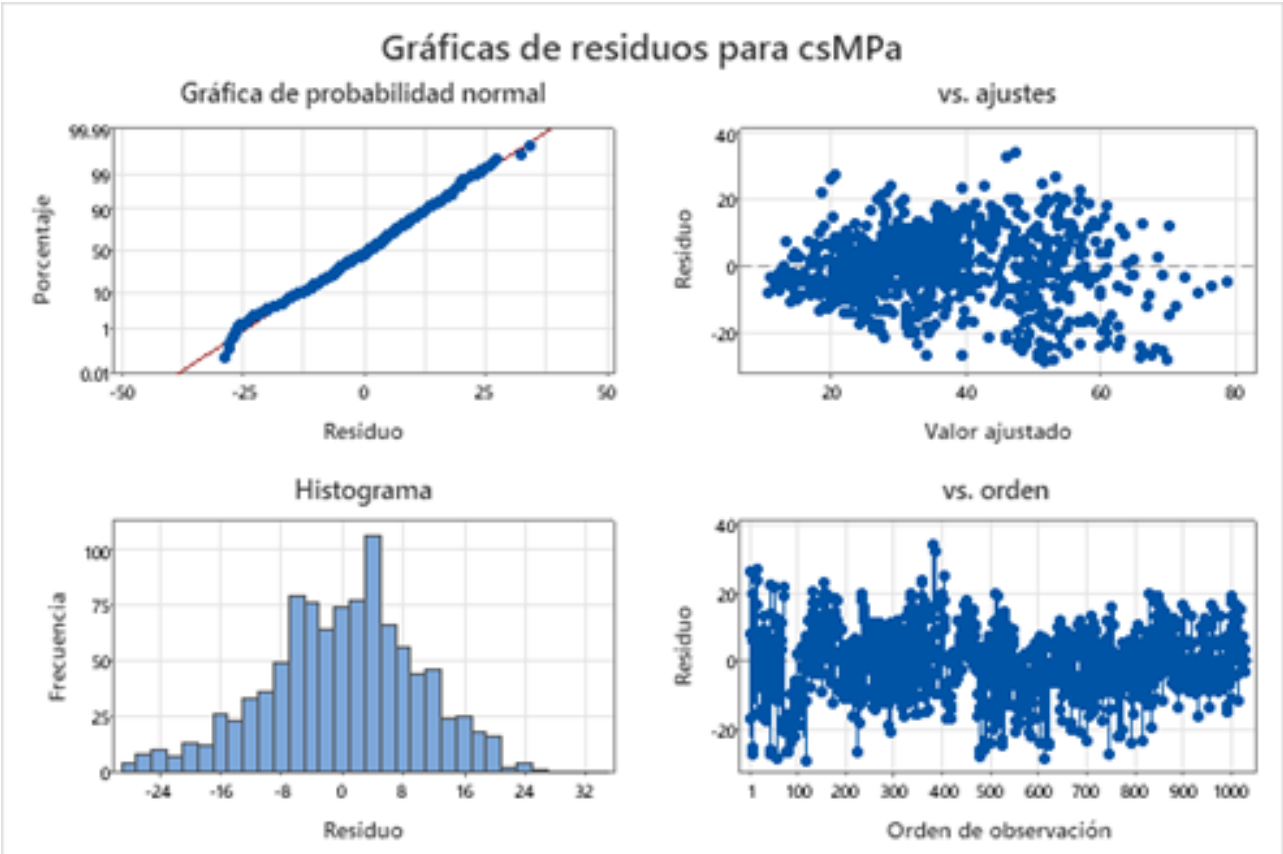 Gráficas de residuos para csMPa
Gráfica de probabilidad normal
99.99
99
90
50
10
1
0.01
-50 -25 0 25 50
Porcentaje
Residuo
vs. ajustes
40
20
0
-20
20 40 60 80
Residuo
Valor ajustado
Histograma
100
75
50
25
0
-24 -16 -8 0 8 16 24 32
Frecuencia
Residuo
vs. orden
40
20
0
-20
1 100 200 300 400 500 600 700 800 900 1000
Residuo
Orden de observación